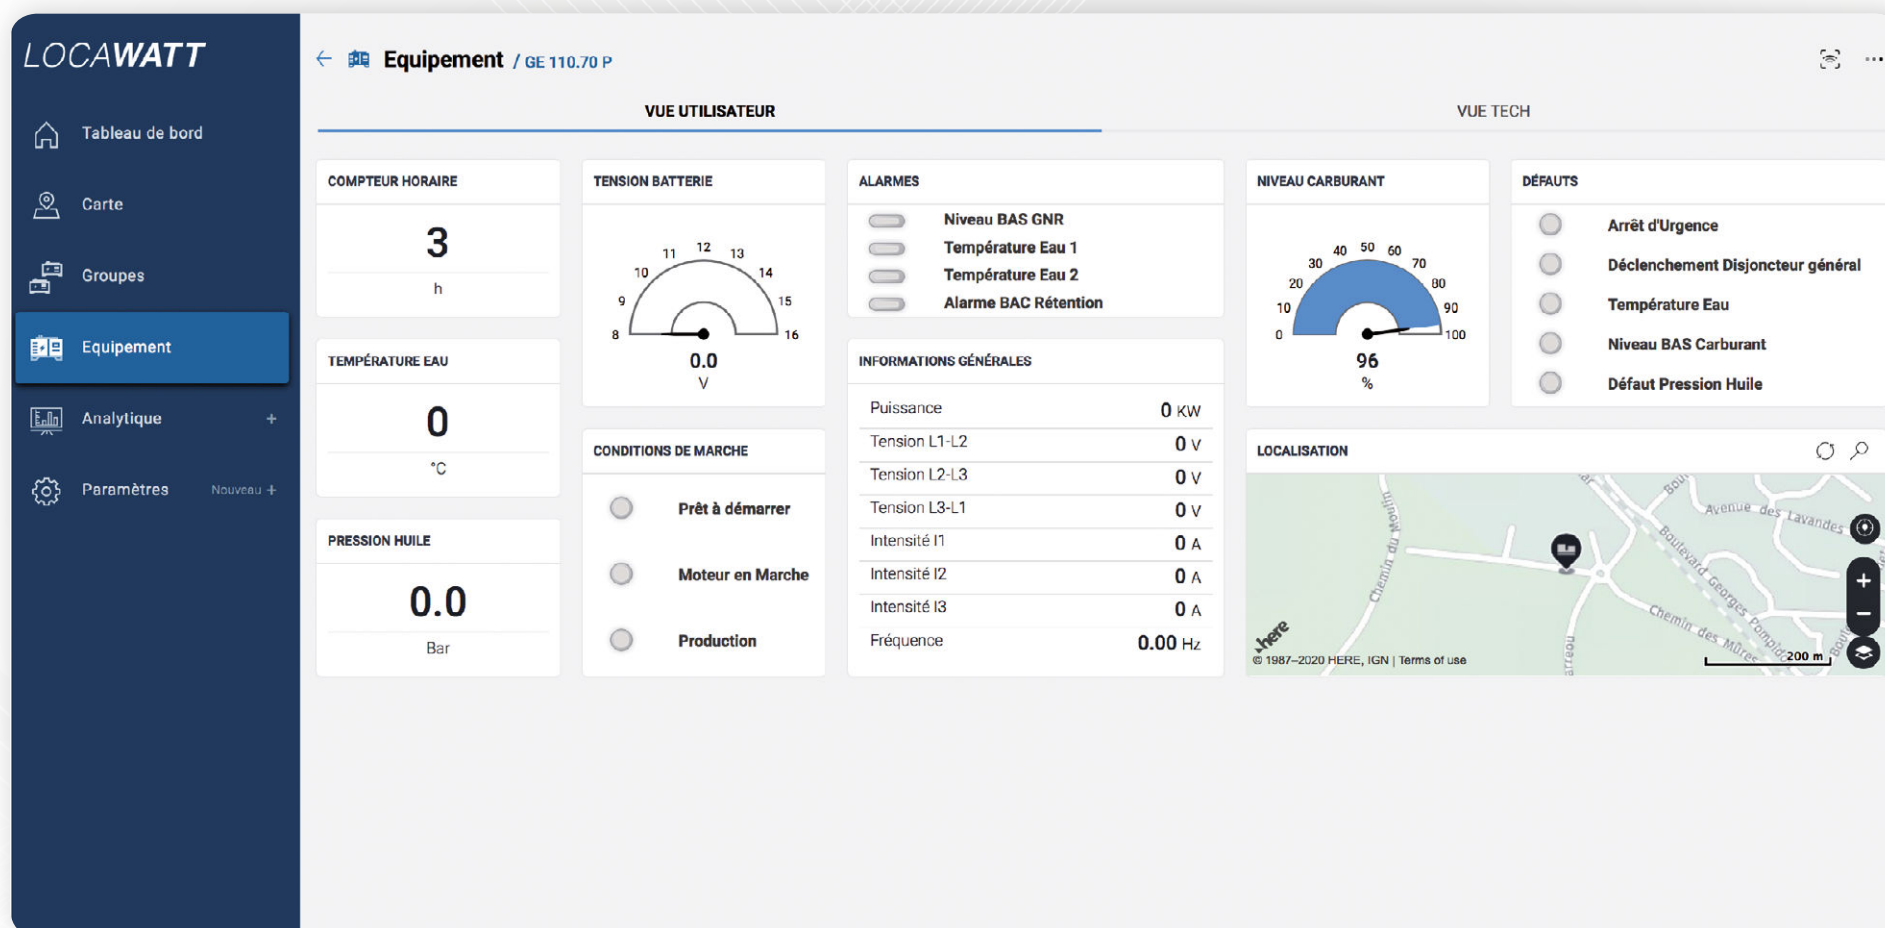 LOCAWATT
Tableau de bord
Carte
Groupes
Equipement
Analytique +
Paramètres Nouveau +
Equipement / GE 110.70 P
VUE UTILISATEUR
VUE TECH
COMPTEUR HORAIRE
3
h
TEMPÉRATURE EAU
0
°C
PRESSION HUILE
0.0
Bar
TENSION BATTERIE
8
9
10
11
12
13
14
15
16
0.0
V
CONDITIONS DE MARCHE
Prêt à démarrer
Moteur en Marche
Production
ALARMES
Niveau BAS GNR
Température Eau 1
Température Eau 2
Alarme BAC Rétention
INFORMATIONS GÉNÉRALES
Puissance 0 KW
Tension L1-L2 0 V
Tension L2-L3 0 V
Tension L3-L1 0 V
Intensité I1 0 A
Intensité I2 0 A
Intensité I3 0 A
Fréquence 0.00 Hz
NIVEAU CARBURANT
0
10
20
30
40
50
60
70
80
90
100
96
%
DÉFAUTS
Arrêt d'Urgence
Déclenchement Disjoncteur général
Température Eau
Niveau BAS Carburant
Défaut Pression Huile
LOCALISATION
Chemin du Moulin
Avenue des Lavandes
Boulevard Georges Pompid
Chemin des Mûres
here
© 1987–2020 HERE, IGN | Terms of use
200 m
+
−